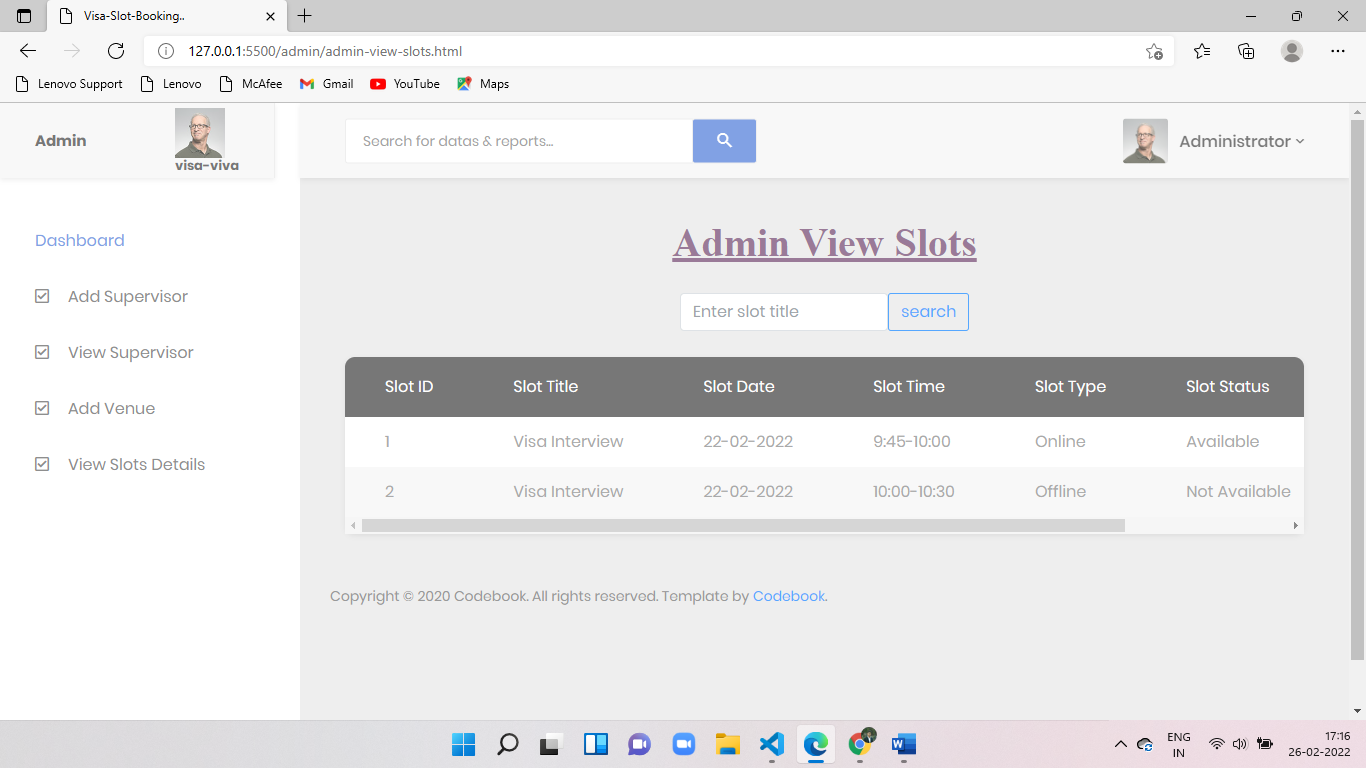 Visa-Slot-Booking..
127.0.0.1:5500/admin/admin-view-slots.html
Lenovo Support Lenovo McAfee Gmail YouTube Maps
Admin
visa-viva
Search for datas & reports...
Administrator
Dashboard
Add Supervisor
View Supervisor
Add Venue
View Slots Details
Admin View Slots
Enter slot title search
Slot ID Slot Title Slot Date Slot Time Slot Type Slot Status
1 Visa Interview 22-02-2022 9:45-10:00 Online Available
2 Visa Interview 22-02-2022 10:00-10:30 Offline Not Available
Copyright © 2020 Codebook. All rights reserved. Template by Codebook.
ENG
IN
17:16
26-02-2022